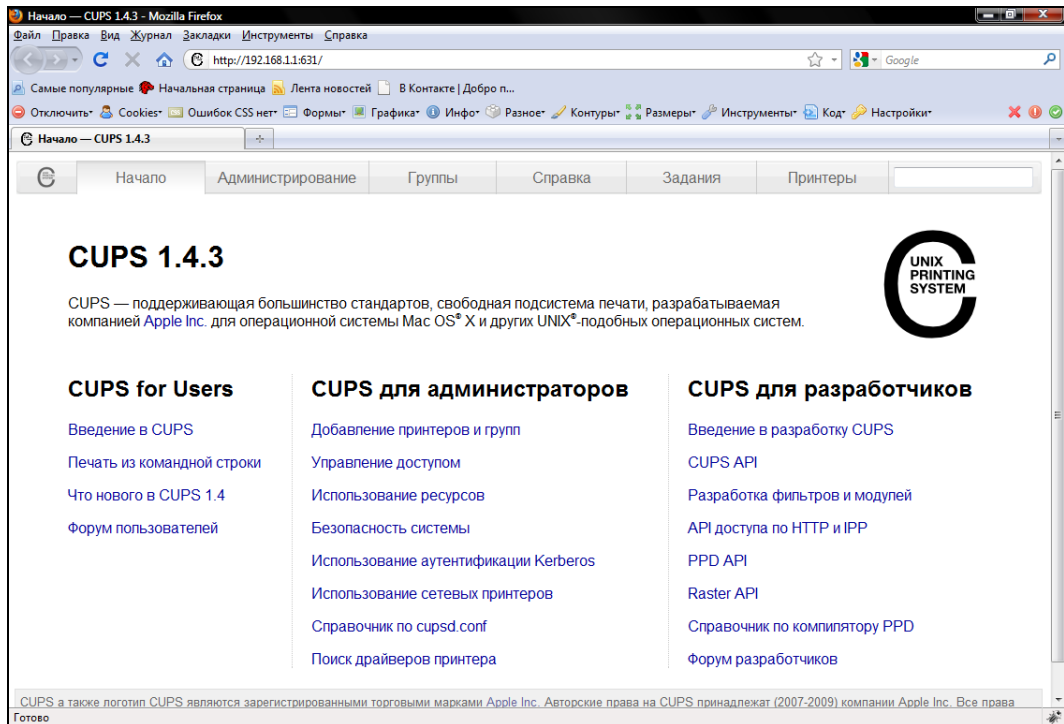 Начало — CUPS 1.4.3 - Mozilla Firefox
Файл Правка Вид Журнал Закладки Инструменты Справка
http://192.168.1.1:631/ Google
Самые популярные Начальная страница Лента новостей В Контакте | Добро п...
Отключить Cookies Ошибок CSS нет Формы Графика Инфо Разное Контуры Размеры Инструменты Код Настройки
Начало — CUPS 1.4.3
Начало Администрирование Группы Справка Задания Принтеры
CUPS 1.4.3
UNIX
PRINTING
SYSTEM
CUPS — поддерживающая большинство стандартов, свободная подсистема печати, разрабатываемая
компанией Apple Inc. для операционной системы Mac OS® X и других UNIX®-подобных операционных систем.
CUPS for Users
Введение в CUPS
Печать из командной строки
Что нового в CUPS 1.4
Форум пользователей
CUPS для администраторов
Добавление принтеров и групп
Управление доступом
Использование ресурсов
Безопасность системы
Использование аутентификации Kerberos
Использование сетевых принтеров
Справочник по cupsd.conf
Поиск драйверов принтера
CUPS для разработчиков
Введение в разработку CUPS
CUPS API
Разработка фильтров и модулей
API доступа по HTTP и IPP
PPD API
Raster API
Справочник по компилятору PPD
Форум разработчиков
CUPS а также логотип CUPS являются зарегистрированными торговыми марками Apple Inc. Авторские права на CUPS принадлежат (2007-2009) компании Apple Inc. Все права
Готово